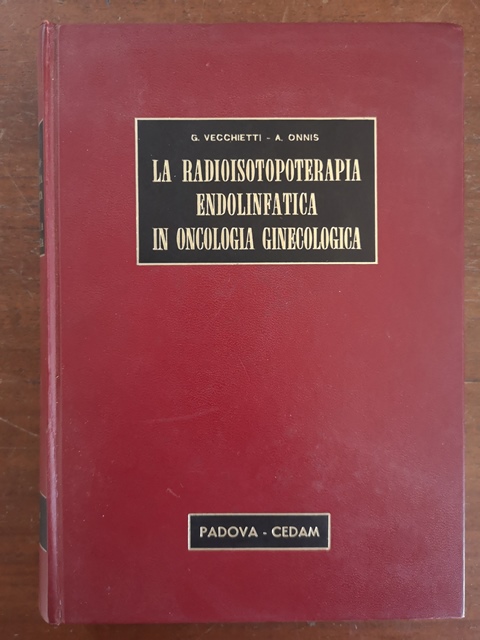 G. VECCHIETTI - A. ONNIS
LA RADIOISOTOPOTERAPIA
ENDOLINFATICA
IN ONCOLOGIA GINECOLOGICA
PADOVA - CEDAM